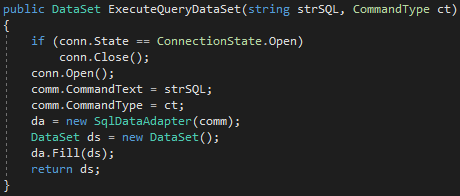 public DataSet ExecuteQueryDataSet(string strSQL, CommandType ct)
{
    if (conn.State == ConnectionState.Open)
        conn.Close();
    conn.Open();
    comm.CommandText = strSQL;
    comm.CommandType = ct;
    da = new SqlDataAdapter(comm);
    DataSet ds = new DataSet();
    da.Fill(ds);
    return ds;
}